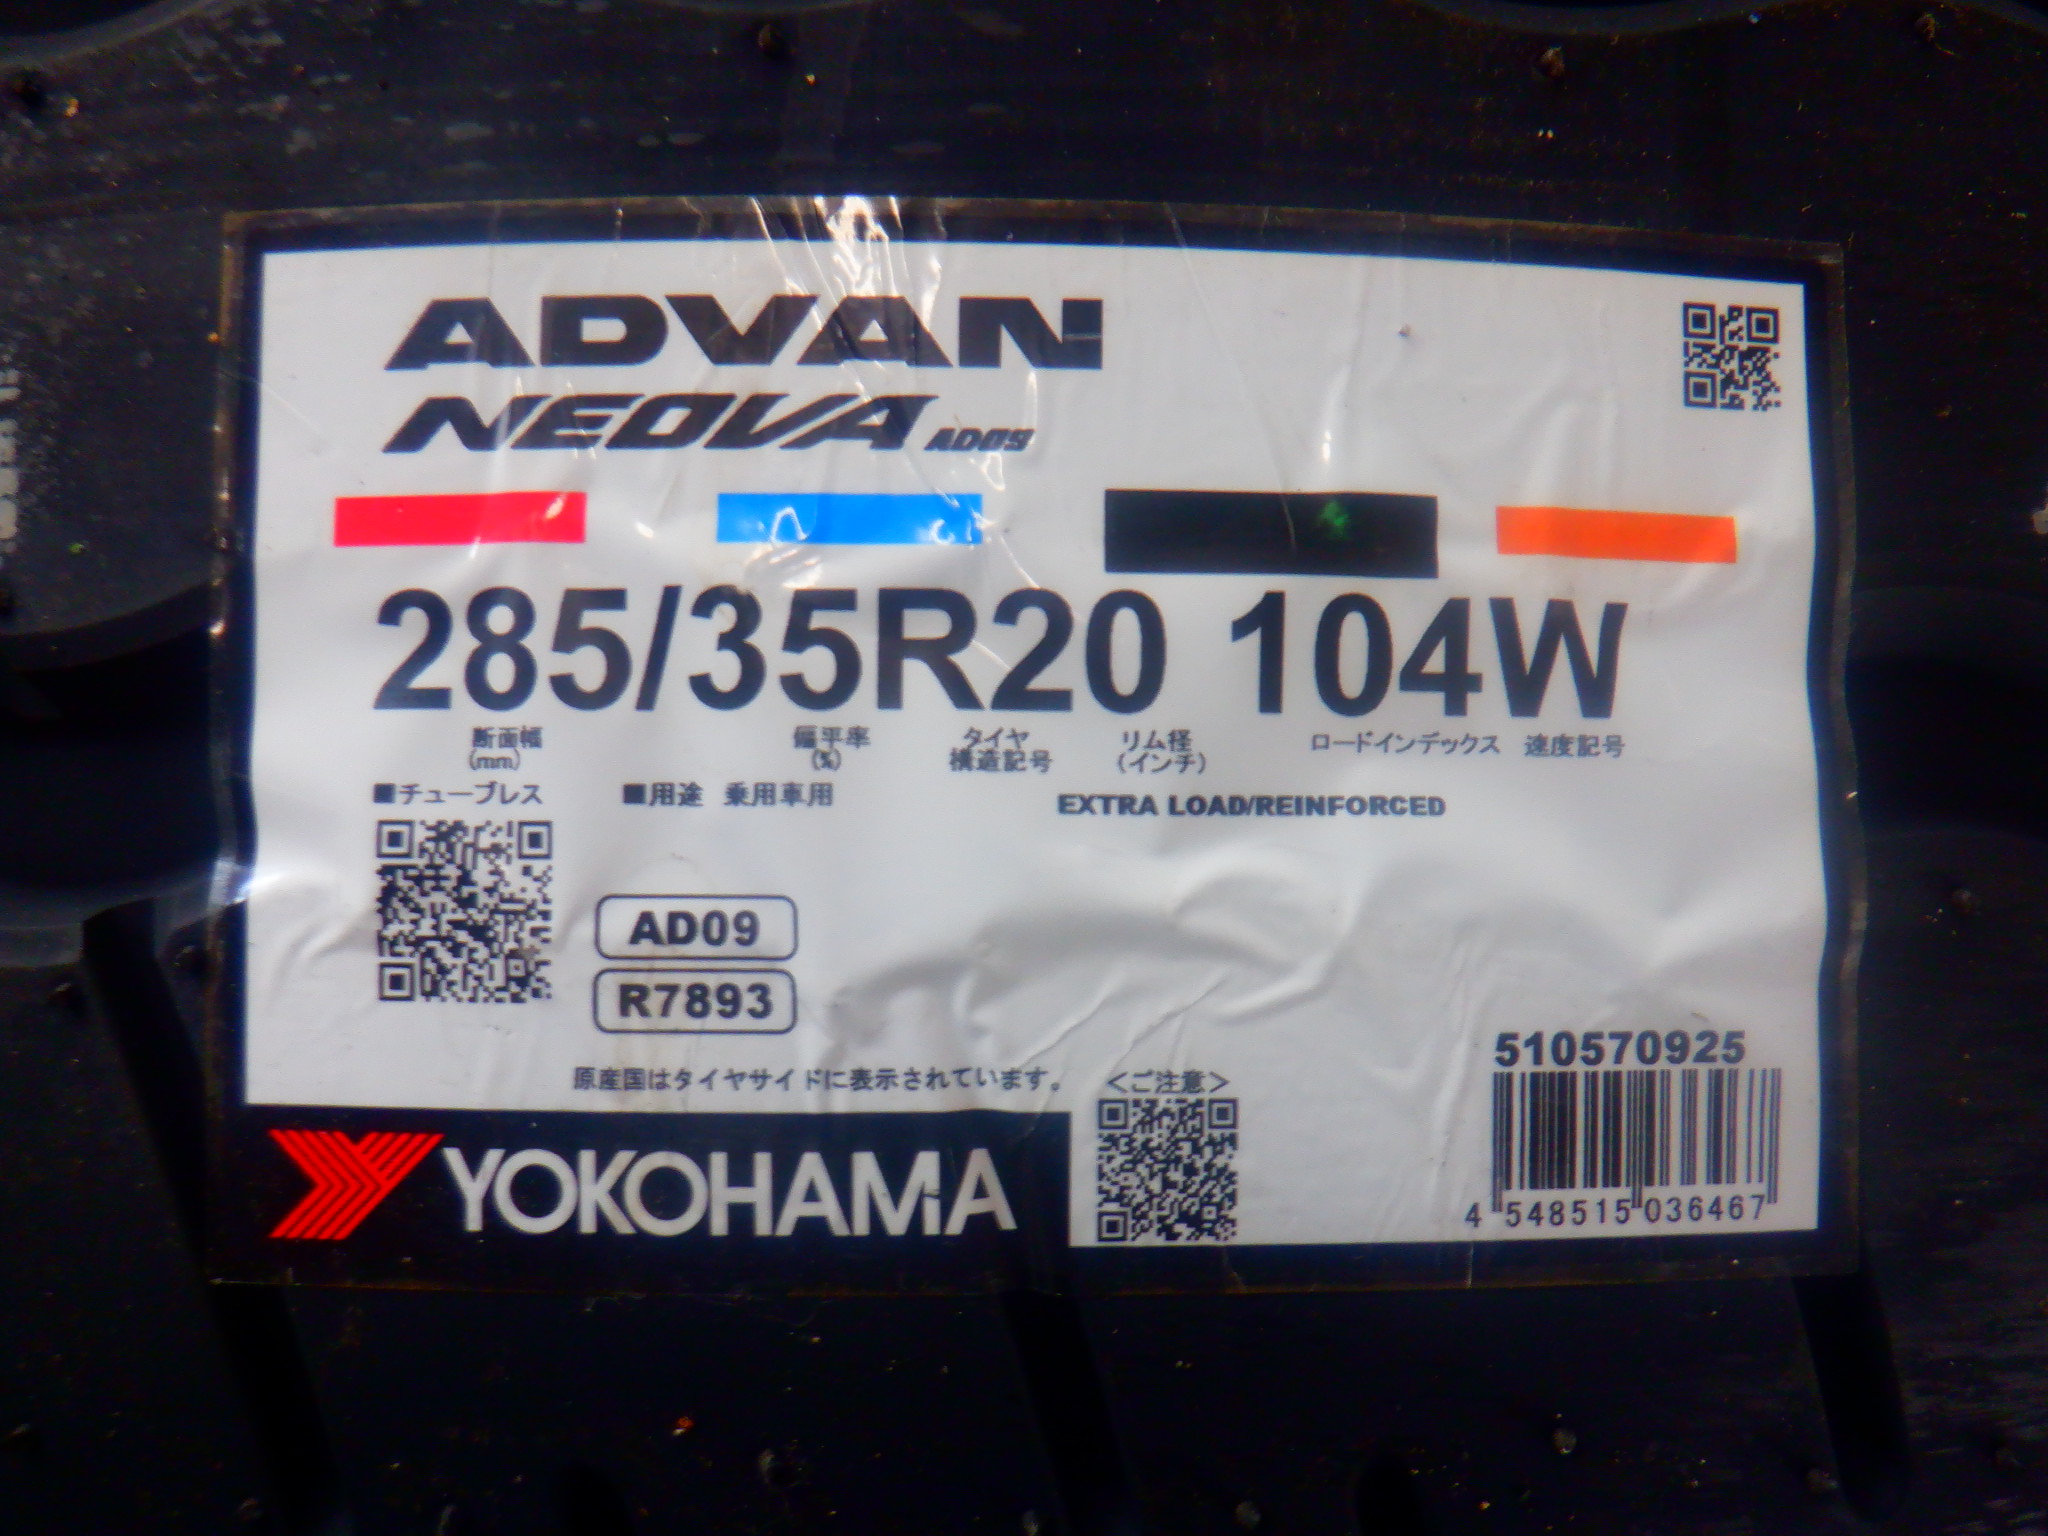 ADVAN
NEOVA AD09
285/35R20 104W
断面幅 偏平率 タイヤ リム径 ロードインデックス 速度記号
(mm) (%) 構造記号 (インチ)
■チューブレス ■用途 乗用車用 EXTRA LOAD/REINFORCED
AD09
R7893
510570925
原産国はタイヤサイドに表示されています。 <ご注意>
YOKOHAMA
4 548515 036467